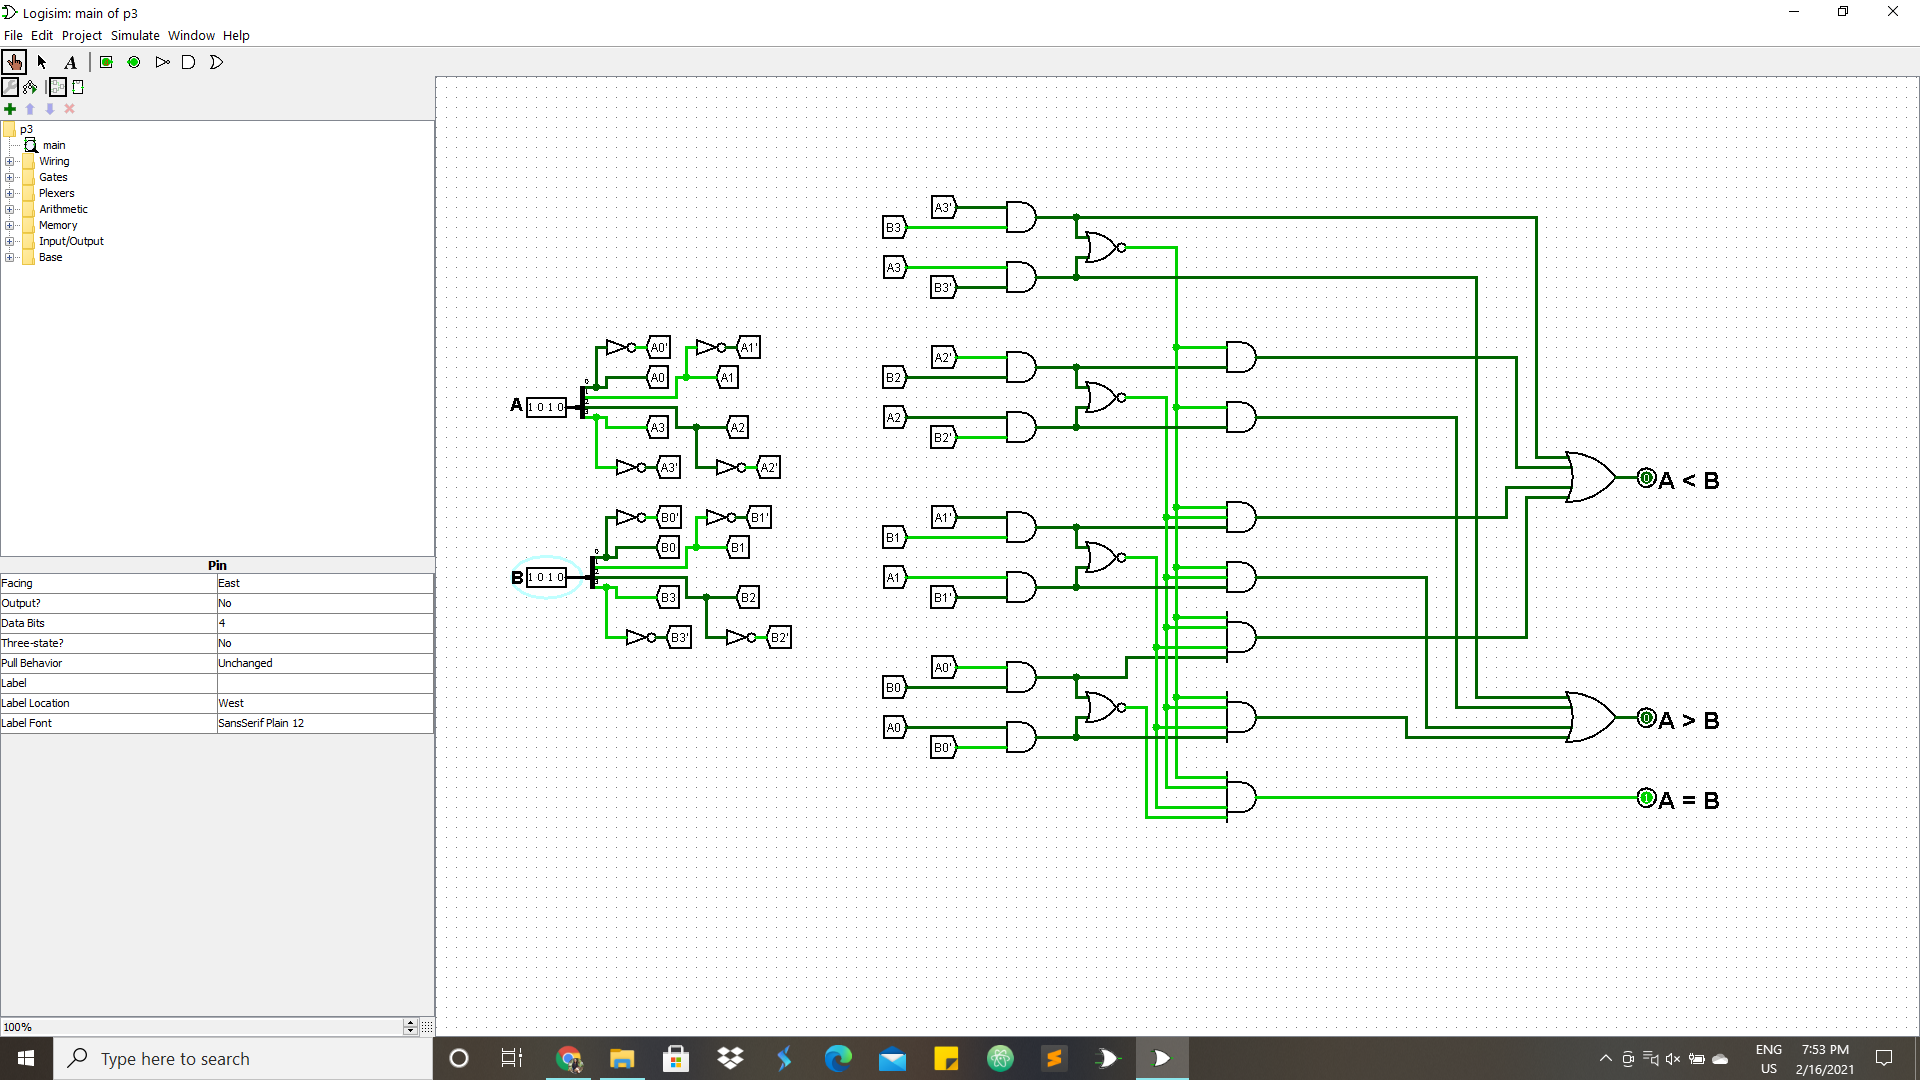 Logisim: main of p3
File Edit Project Simulate Window Help
A
p3
main
Wiring
Gates
Plexers
Arithmetic
Memory
Input/Output
Base
Pin
Facing East
Output? No
Data Bits 4
Three-state? No
Pull Behavior Unchanged
Label
Label Location West
Label Font SansSerif Plain 12
100%
A0' A1'
A0 A1
A 1 0 1 0
A3 A2
A3' A2'
B0' B1'
B0 B1
B 1 0 1 0
B3 B2
B3' B2'
A3'
B3
A3
B3'
A2'
B2
A2
B2'
A1'
B1
A1
B1'
A0'
B0
A0
B0'
0 A < B
0 A > B
1 A = B
Type here to search
ENG 7:53 PM
US 2/16/2021